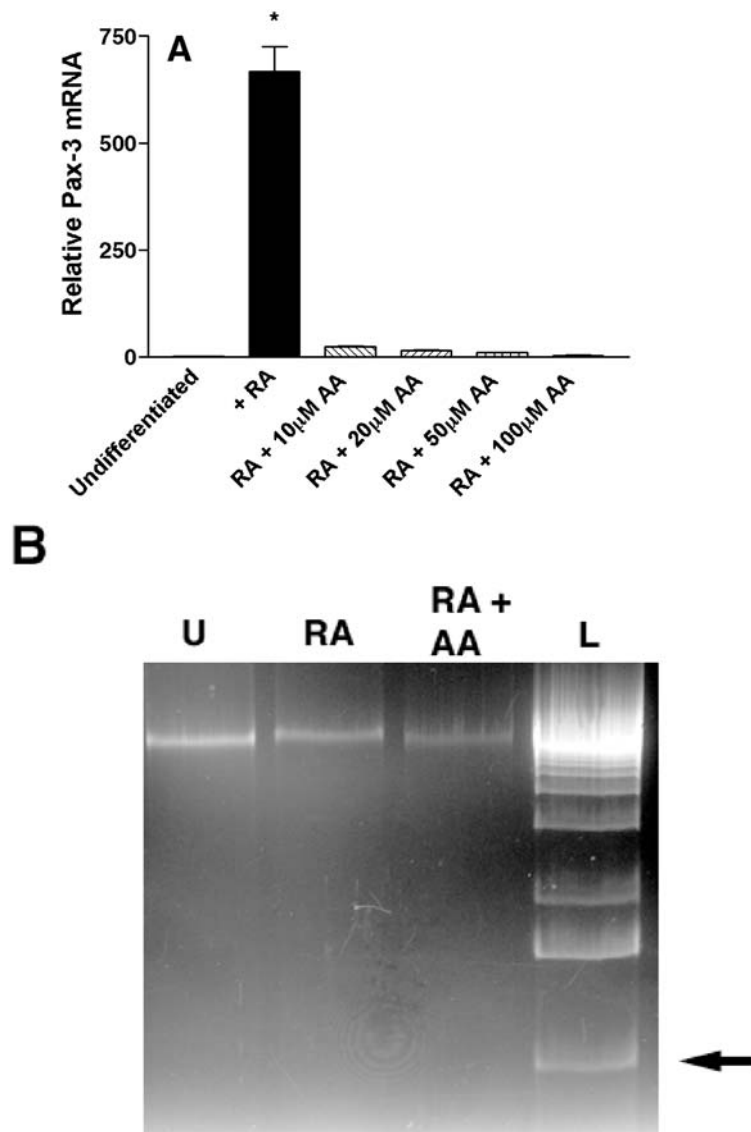 A
*
Relative Pax-3 mRNA
750
500
250
0
Undifferentiated
+ RA
RA + 10µM AA
RA + 20µM AA
RA + 50µM AA
RA + 100µM AA
B
U
RA
RA +
AA
L